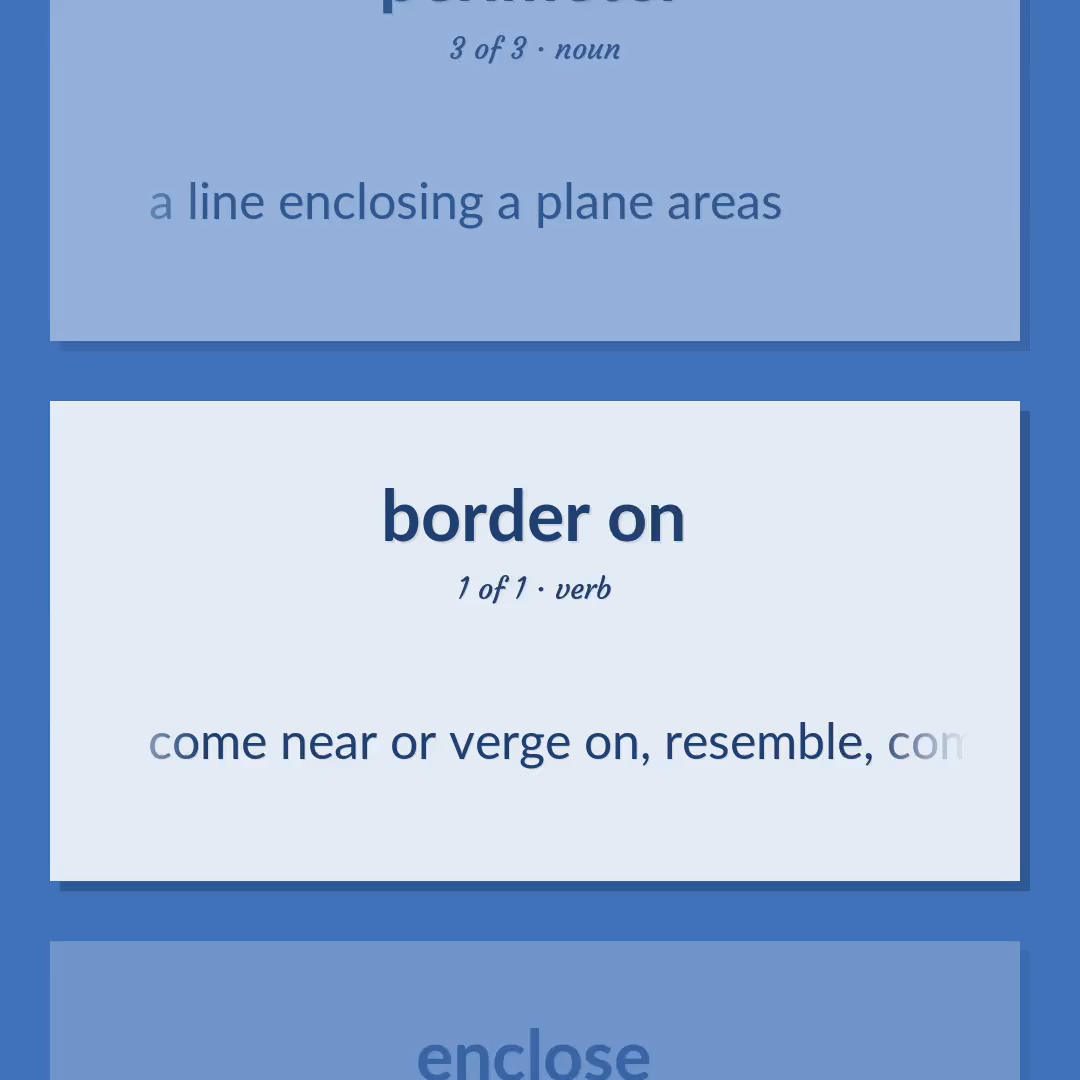 perimeter
3 of 3 · noun
a line enclosing a plane areas
border on
1 of 1 · verb
come near or verge on, resemble,
enclose